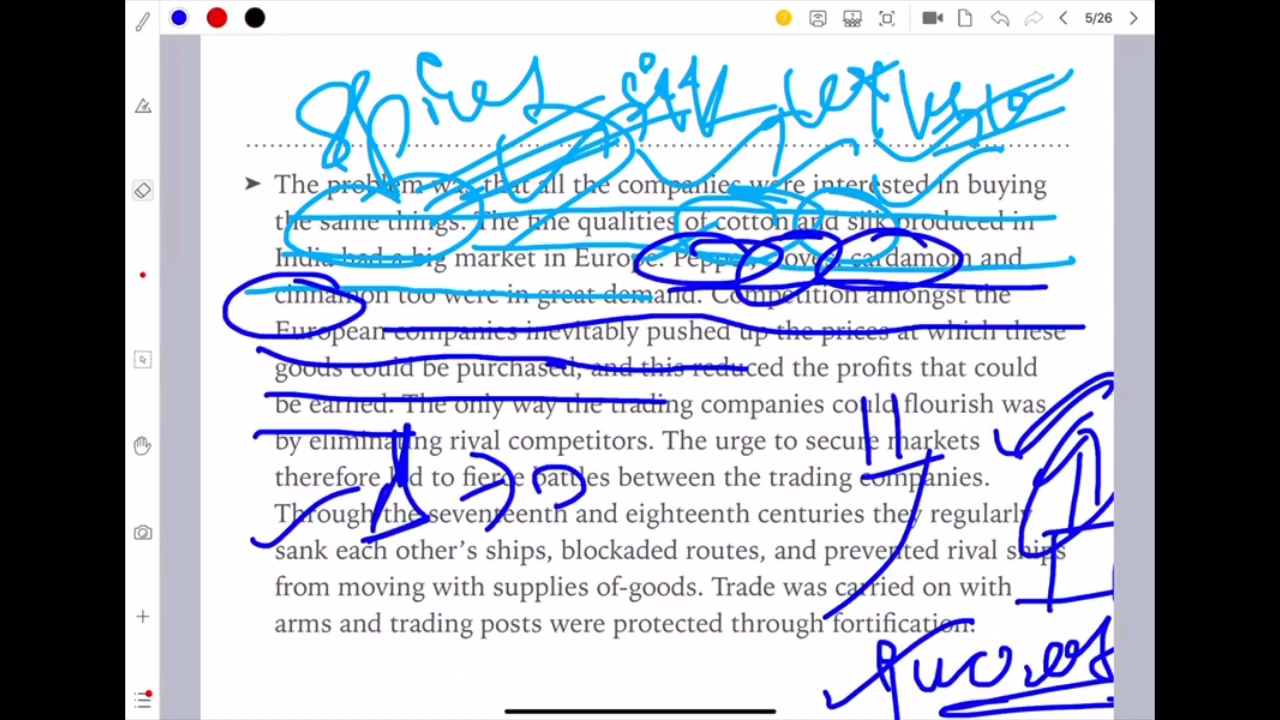 5/26
spices silk, textiles
➤ The problem was that all the companies were interested in buying
the same things. The fine qualities of cotton and silk produced in
India had a big market in Europe. Pepper, cloves, cardamom and
cinnamon too were in great demand. Competition amongst the
European companies inevitably pushed up the prices at which these
goods could be purchased, and this reduced the profits that could
be earned. The only way the trading companies could flourish was
by eliminating rival competitors. The urge to secure markets
therefore led to fierce battles between the trading companies.
Through the seventeenth and eighteenth centuries they regularly
sank each other's ships, blockaded routes, and prevented rival ships
from moving with supplies of-goods. Trade was carried on with
arms and trading posts were protected through fortification.